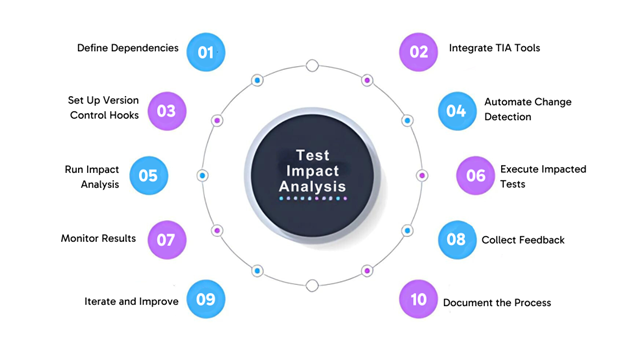 01
Define Dependencies
02
Integrate TIA Tools
03
Set Up Version
Control Hooks
04
Automate Change
Detection
Test
Impact
Analysis
05
Run Impact
Analysis
06
Execute Impacted
Tests
07
Monitor Results
08
Collect Feedback
09
Iterate and Improve
10
Document the Process